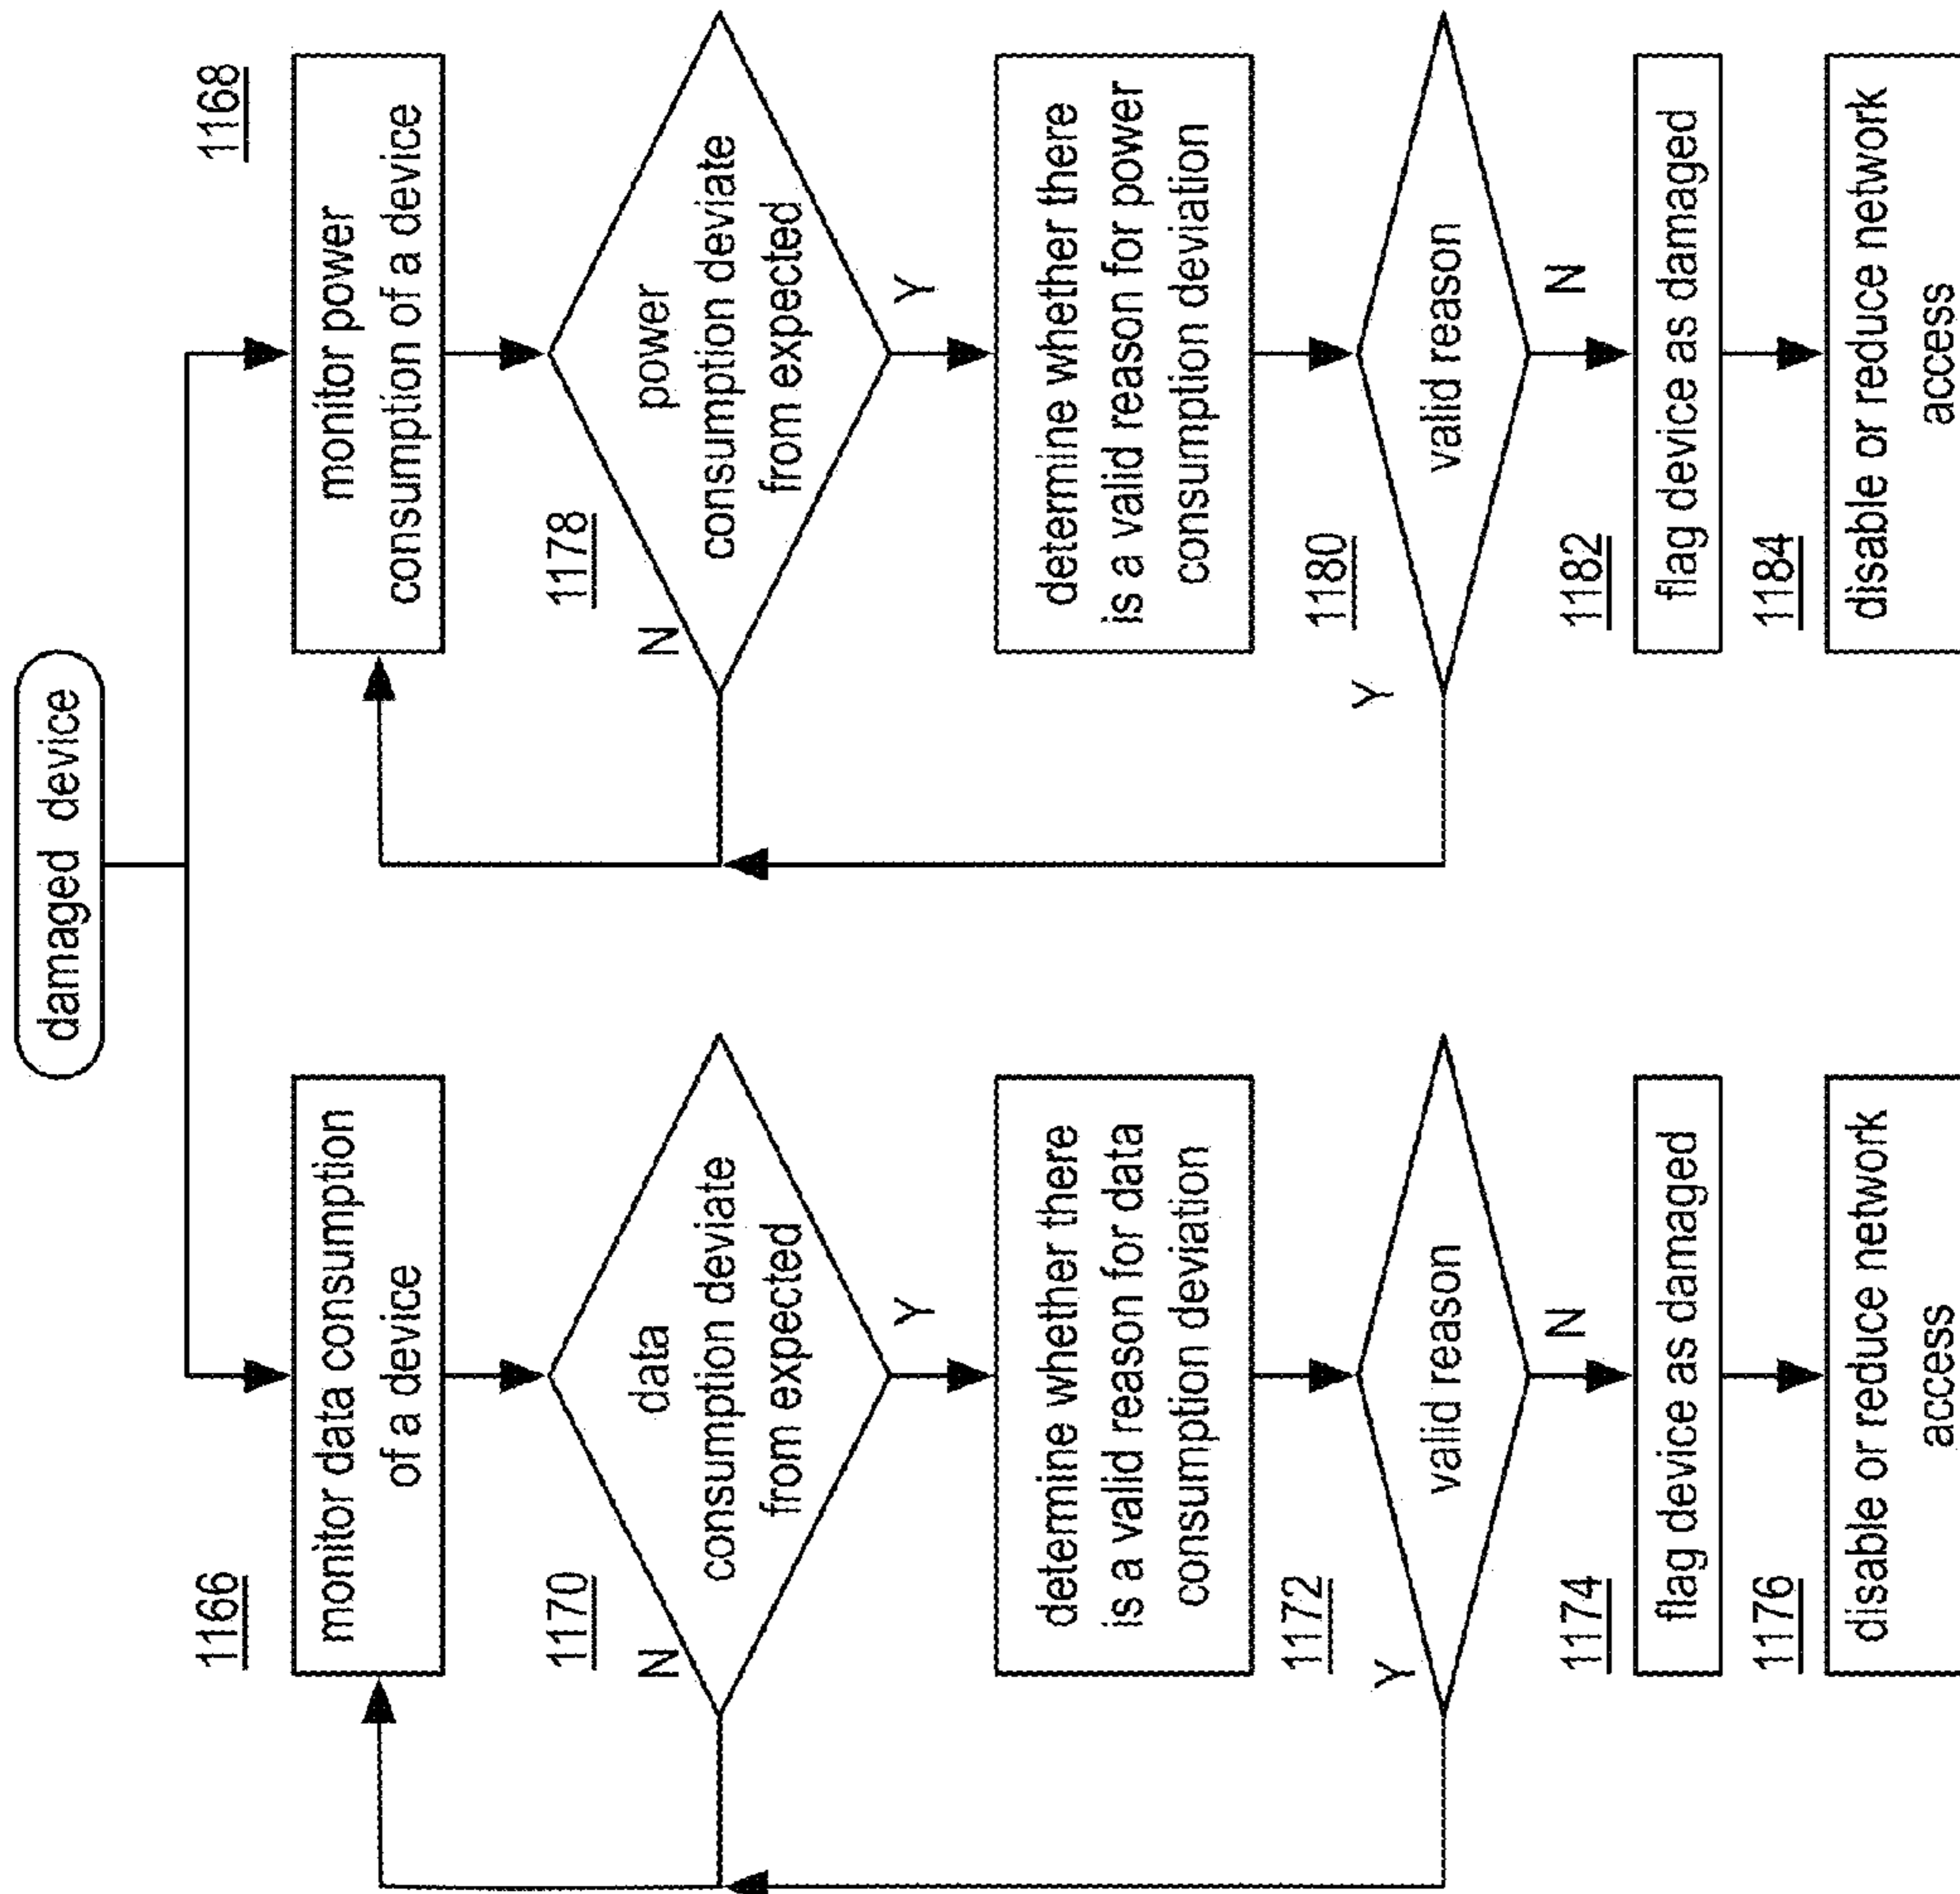 damaged device
1166
monitor data consumption
of a device
1170
data
consumption deviate
from expected
N
Y
determine whether there
is a valid reason for data
consumption deviation
1172
valid reason
Y
N
1174
flag device as damaged
1176
disable or reduce network
access
1168
monitor power
consumption of a device
1178
power
consumption deviate
from expected
N
Y
determine whether there
is a valid reason for power
consumption deviation
1180
valid reason
Y
N
1182
flag device as damaged
1184
disable or reduce network
access